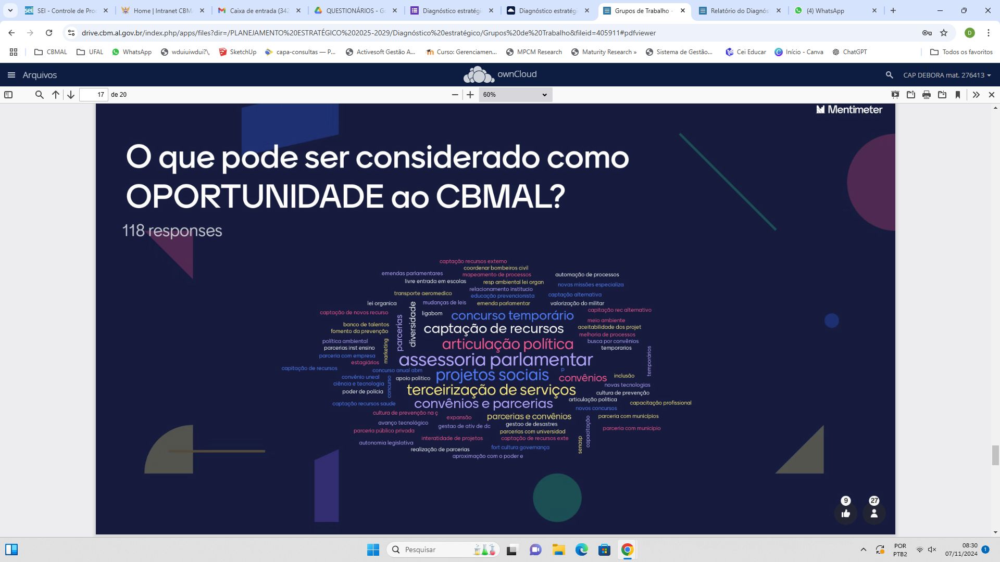 SEI - Controle de Pro
Home | Intranet CBM
Caixa de entrada (342
QUESTIONÁRIOS - G
Diagnóstico estratégi
Diagnóstico estratégi
Grupos de Trabalho -
Relatório do Diagnós
(4) WhatsApp
drive.cbm.al.gov.br/index.php/apps/files?dir=/PLANEJAMENTO%20ESTRATÉGICO%202025-2029/Diagnóstico%20estratégico/Grupos%20de%20Trabalho&fileid=405911#pdfviewer
D
CBMAL
UFAL
WhatsApp
wduiuiwdui?\,
SketchUp
capa-consultas — P...
Activesoft Gestão A...
Curso: Gerenciamen...
MPCM Research
Maturity Research »
Sistema de Gestão...
Cei Educar
Início - Canva
ChatGPT
Todos os favoritos
Arquivos
ownCloud
CAP DEBORA mat. 276413
17 de 20
60%
Mentimeter
O que pode ser considerado como
OPORTUNIDADE ao CBMAL?
118 responses
captação recursos externo
coordenar bombeiros civil
emendas parlamentares
mapeamento de processos
automação de processos
livre entrada em escolas
resp ambiental lei organ
novas missões especializa
relacionamento institucio
transporte aeromedico
educação prevencionista
captação alternativa
lei organica
mudanças de leis
emenda parlamentar
valorização do militar
captação de novos recurso
parcerias
diversidade
ligabom
concurso temporário
capitação rec alternativo
meio ambiente
banco de talentos
captação de recursos
aceitabilidade dos projet
fomento da prevenção
melhoria de processos
política ambiental
marketing
articulação política
busca por convênios
parcerias inst ensino
temporarios
parceria com empresa
temporários
estagiários
assessoria parlamentar
capitação de recursos
concurso anual abm
p
convênio uneal
concurso
apoio politico
projetos sociais
convênios
inclusão
ciência e tecnologia
novas tecnologias
poder de polícia
terceirização de serviços
cultura de prevenção
articulação politica
captação recursos saude
convênios e parcerias
capacitação profissional
novos concursos
cultura de prevenção na ç
expansão
parcerias e convênios
capacitação
parceria com municípios
avanço tecnológico
gestao de ativ de dc
gestao de desastres
parceria público privada
parcerias com universidad
parceria com municipio
interatidade de projetos
captação de recursos exte
senasp
autonomia legislativa
realização de parcerias
fort cultura governança
aproximação com o poder e
9
27
Pesquisar
POR
PTB2
08:30
07/11/2024
1